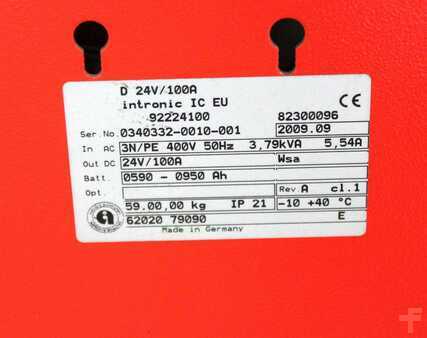 D 24V/100A
intronic IC EU
92224100 82300096
CE
Ser.No. 0340332-0010-001 2009.09
In AC 3N/PE 400V 50Hz 3,79kVA 5,54A
Out DC 24V/100A Wsa
Batt. 0590 - 0950 Ah
Opt. Rev A cl.1
59.00,00 kg IP 21 -10 +40 °C
62020 79090 E
Made in Germany